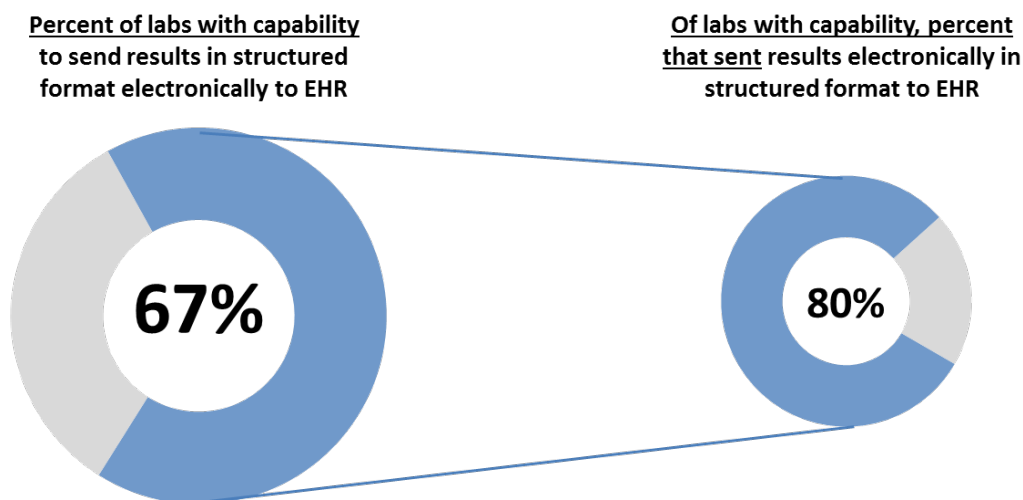 Percent of labs with capability
to send results in structured
format electronically to EHR
67%
Of labs with capability, percent
that sent results electronically in
structured format to EHR
80%